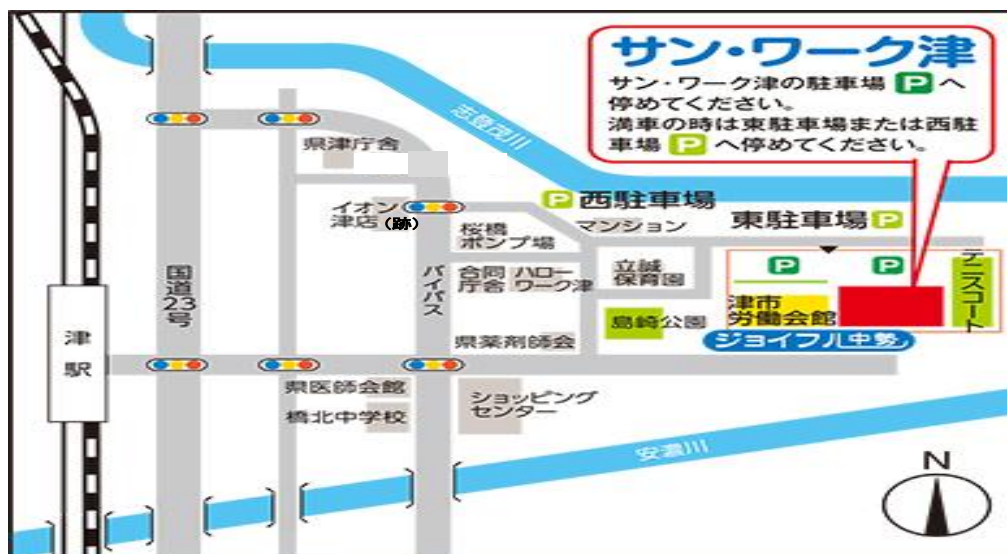 サン・ワーク津
サン・ワーク津の駐車場 P へ
停めてください。
満車の時は東駐車場または西駐
車場 P へ停めてください。
志登茂川
県津庁舎
イオン
津店(跡)
P 西駐車場
マンション
東駐車場 P
桜橋
ポンプ場
国道23号
バイパス
合同
庁舎
ハロー
ワーク津
立誠
保育園
P
P
テニスコート
津市
労働会館
島崎公園
ジョイフル中勢
津駅
県薬剤師会
県医師会館
橋北中学校
ショッピング
センター
安濃川
N